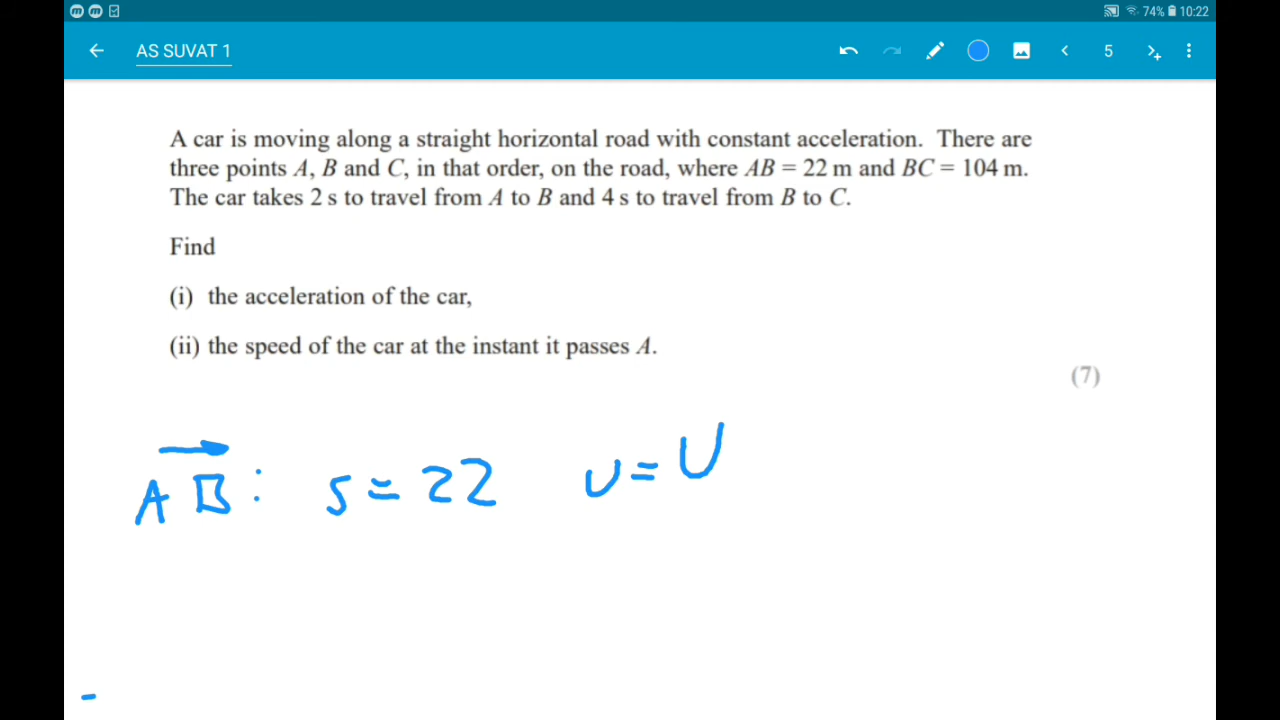 74% 10:22
AS SUVAT 1
5
A car is moving along a straight horizontal road with constant acceleration. There are
three points A, B and C, in that order, on the road, where AB = 22 m and BC = 104 m.
The car takes 2 s to travel from A to B and 4 s to travel from B to C.
Find
(i) the acceleration of the car,
(ii) the speed of the car at the instant it passes A.
(7)
AB: s = 22 u = U